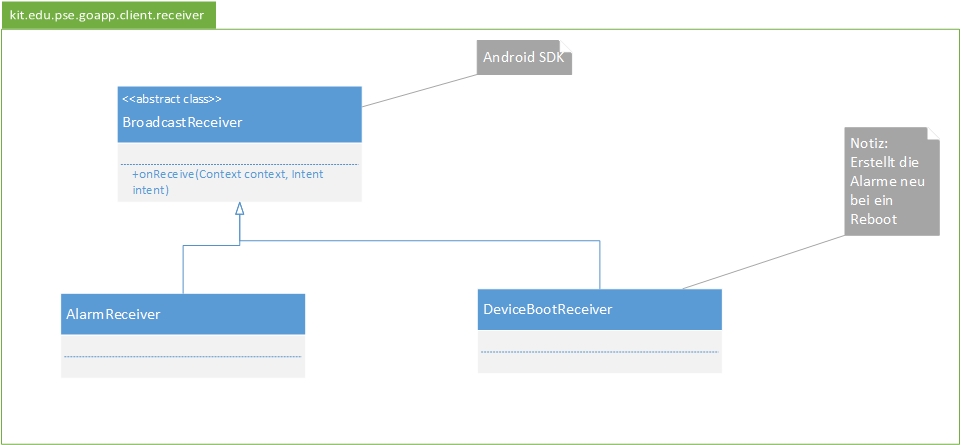 kit.edu.pse.goapp.client.receiver
Android SDK
<<abstract class>>
BroadcastReceiver
+onReceive(Context context, Intent
intent)
Notiz:
Erstellt die
Alarme neu
bei ein
Reboot
AlarmReceiver
DeviceBootReceiver